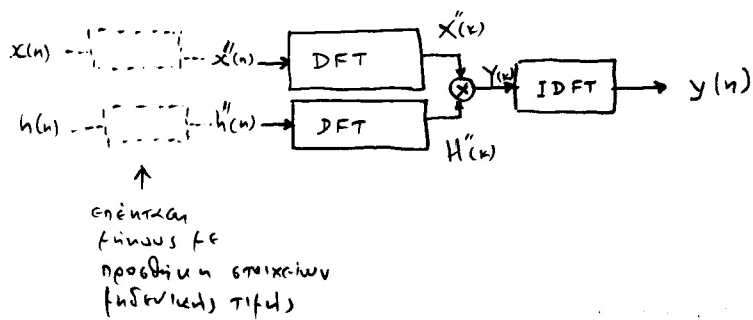 x(n) x''(n) DFT X''(k)
h(n) h''(n) DFT H''(k)
Y(k) IDFT y(n)
επέκταση
μήκους με
προσθήκη στοιχείων
μηδενικής τιμής